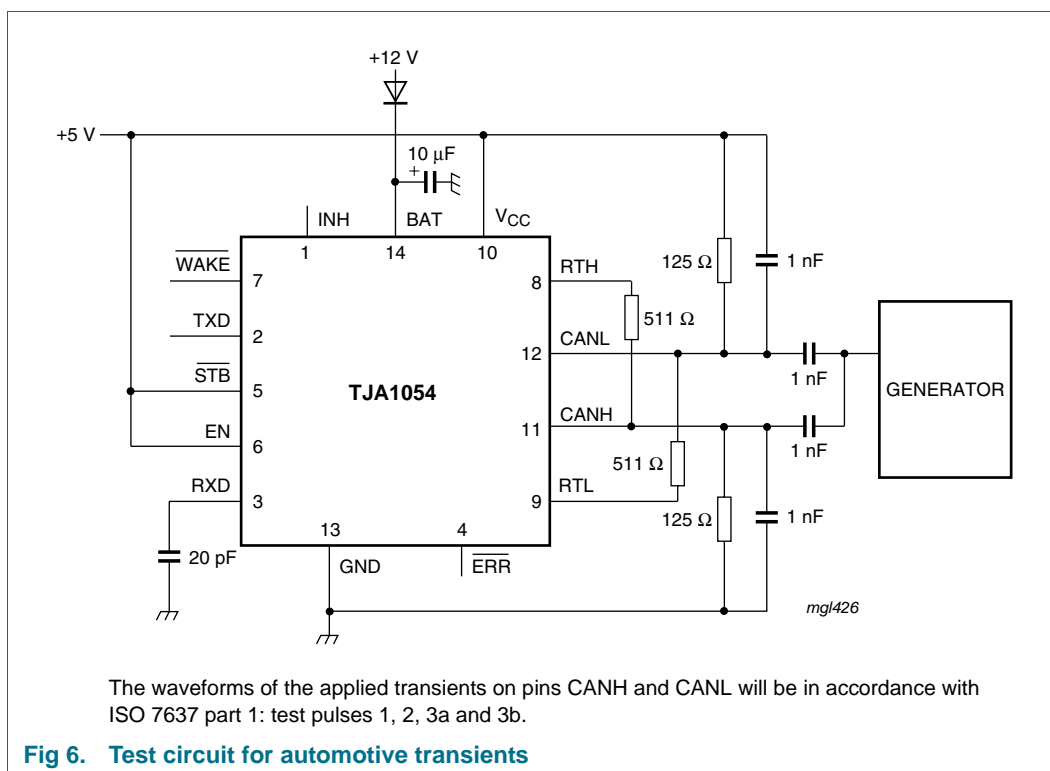 +12 V
+5 V
10 μF
+
INH
BAT
VCC
1
14
10
WAKE
7
TXD
2
STB
5
EN
6
RXD
3
TJA1054
RTH
8
CANL
12
CANH
11
RTL
9
13
4
GND
ERR
20 pF
125 Ω
1 nF
511 Ω
1 nF
1 nF
511 Ω
125 Ω
1 nF
GENERATOR
mgl426
The waveforms of the applied transients on pins CANH and CANL will be in accordance with
ISO 7637 part 1: test pulses 1, 2, 3a and 3b.
Fig 6. Test circuit for automotive transients